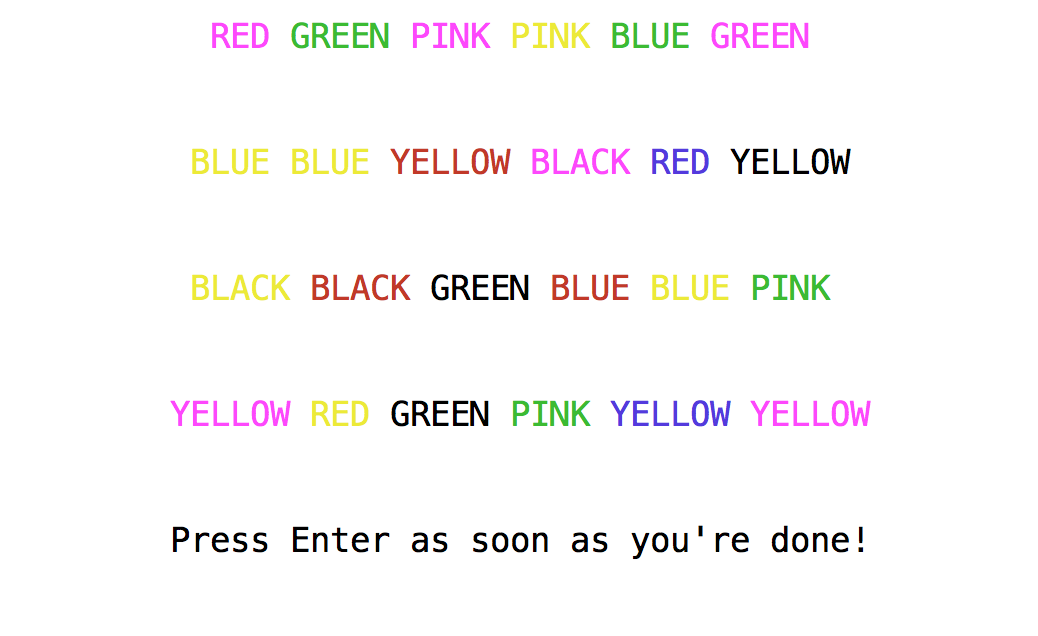 RED GREEN PINK PINK BLUE GREEN
BLUE BLUE YELLOW BLACK RED YELLOW
BLACK BLACK GREEN BLUE BLUE PINK
YELLOW RED GREEN PINK YELLOW YELLOW
Press Enter as soon as you're done!